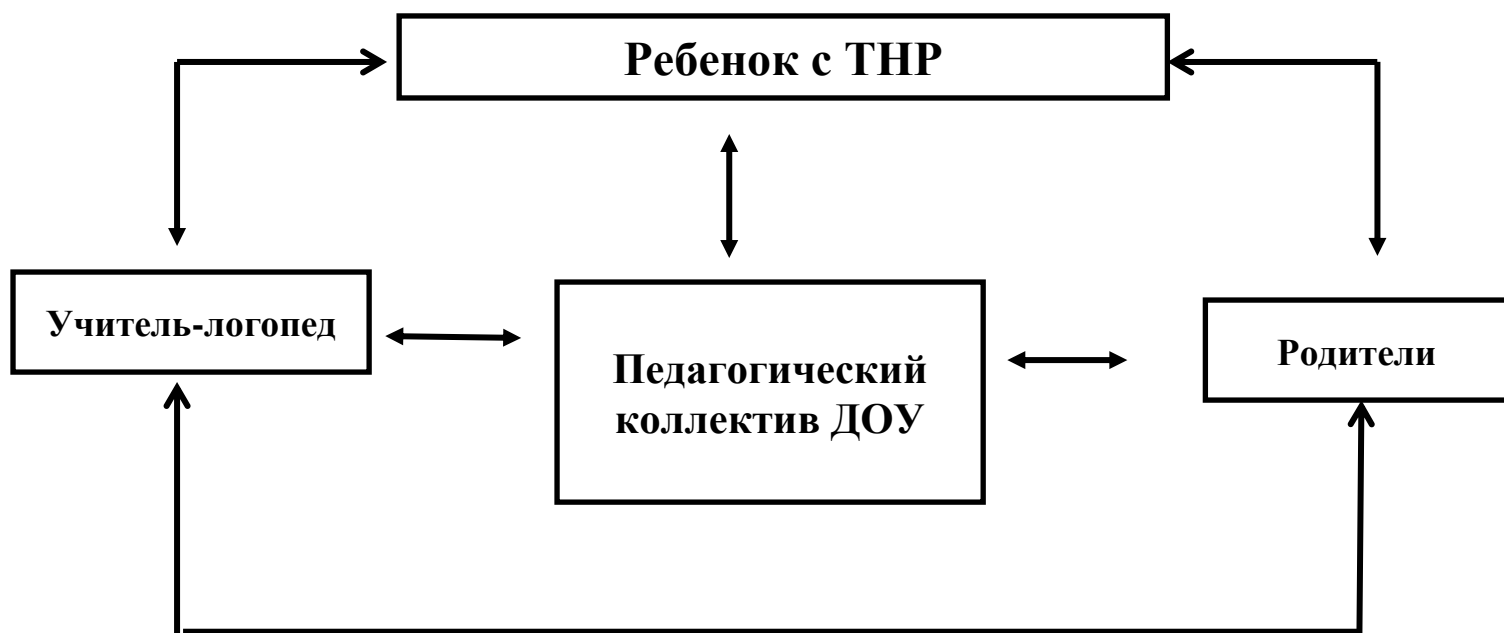 Ребенок с ТНР
Учитель-логопед
Педагогический
коллектив ДОУ
Родители